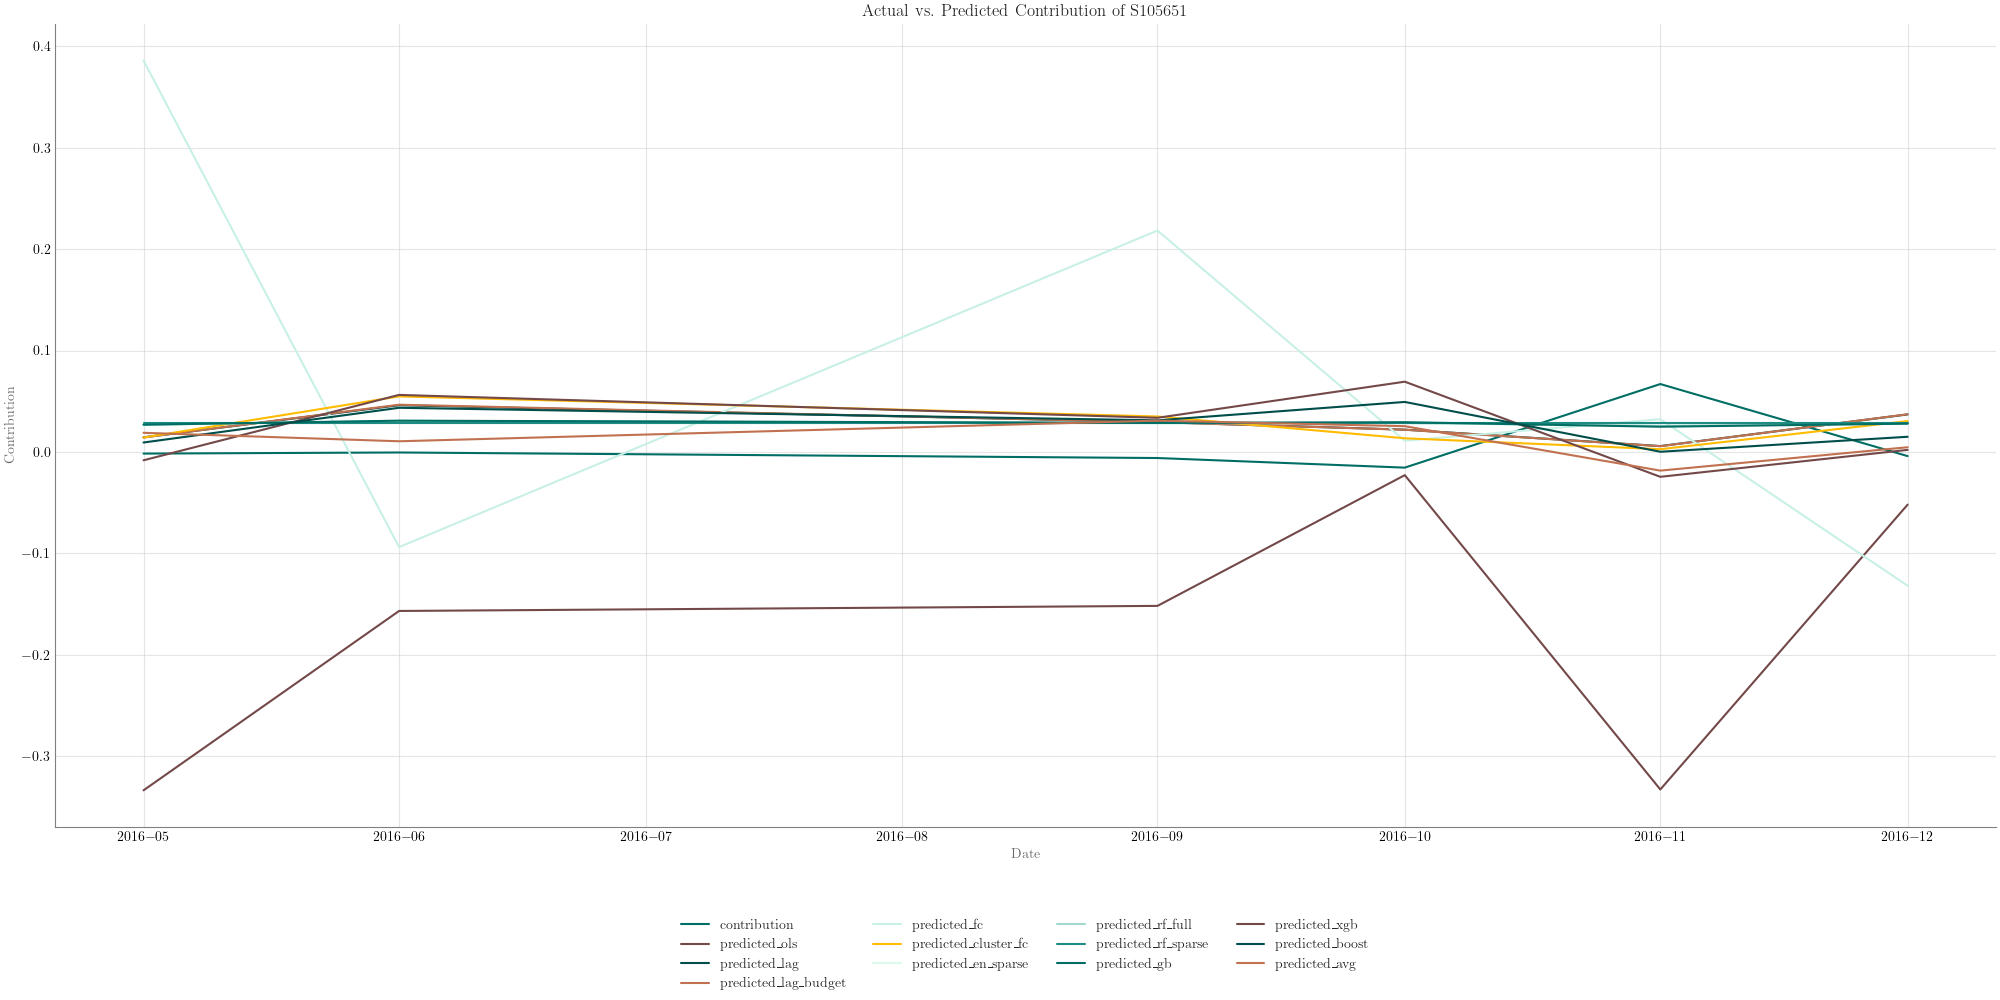 Actual vs. Predicted Contribution of S105651
0.4
0.3
0.2
0.1
0.0
−0.1
−0.2
−0.3
Contribution
2016−05 2016−06 2016−07 2016−08 2016−09 2016−10 2016−11 2016−12
Date
contribution predicted_fc predicted_rf_full predicted_xgb
predicted_ols predicted_cluster_fc predicted_rf_sparse predicted_boost
predicted_lag predicted_en_sparse predicted_gb predicted_avg
predicted_lag_budget